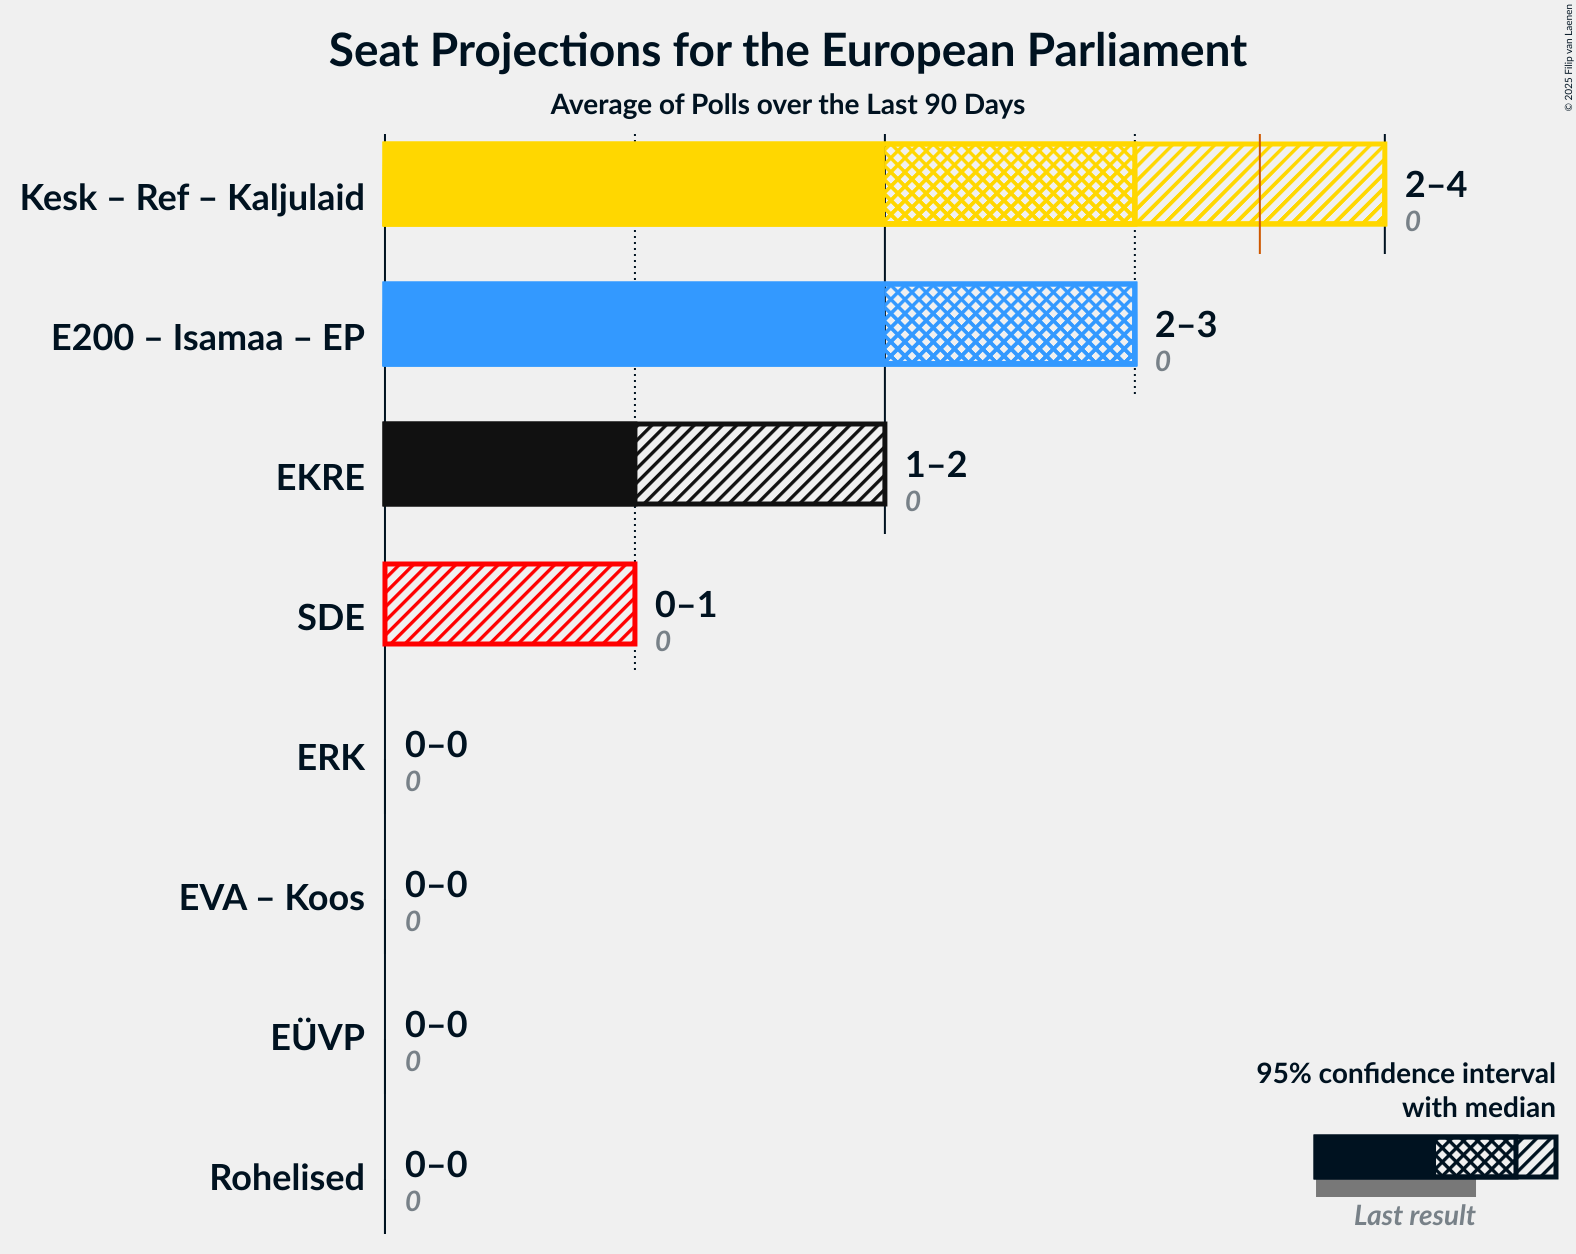 Seat Projections for the European Parliament
Average of Polls over the Last 90 Days
© 2025 Filip van Laenen
Kesk – Ref – Kaljulaid
2–4
0
E200 – Isamaa – EP
2–3
0
EKRE
1–2
0
SDE
0–1
0
ERK
0–0
0
EVA – Koos
0–0
0
EÜVP
0–0
0
Rohelised
0–0
0
95% confidence interval
with median
Last result